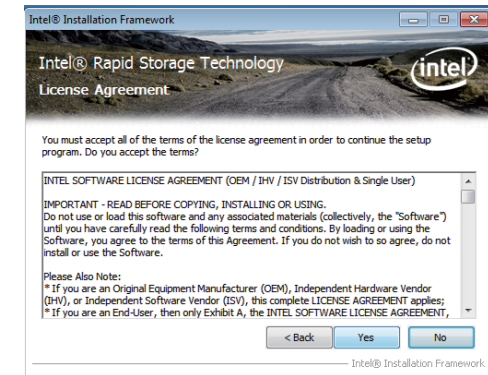 Intel® Installation Framework
Intel® Rapid Storage Technology
License Agreement
intel
You must accept all of the terms of the license agreement in order to continue the setup
program. Do you accept the terms?
INTEL SOFTWARE LICENSE AGREEMENT (OEM / IHV / ISV Distribution & Single User)
IMPORTANT - READ BEFORE COPYING, INSTALLING OR USING.
Do not use or load this software and any associated materials (collectively, the "Software")
until you have carefully read the following terms and conditions. By loading or using the
Software, you agree to the terms of this Agreement. If you do not wish to so agree, do not
install or use the Software.
Please Also Note:
* If you are an Original Equipment Manufacturer (OEM), Independent Hardware Vendor
(IHV), or Independent Software Vendor (ISV), this complete LICENSE AGREEMENT applies;
* If you are an End-User, then only Exhibit A, the INTEL SOFTWARE LICENSE AGREEMENT,
< Back
Yes
No
Intel® Installation Framework